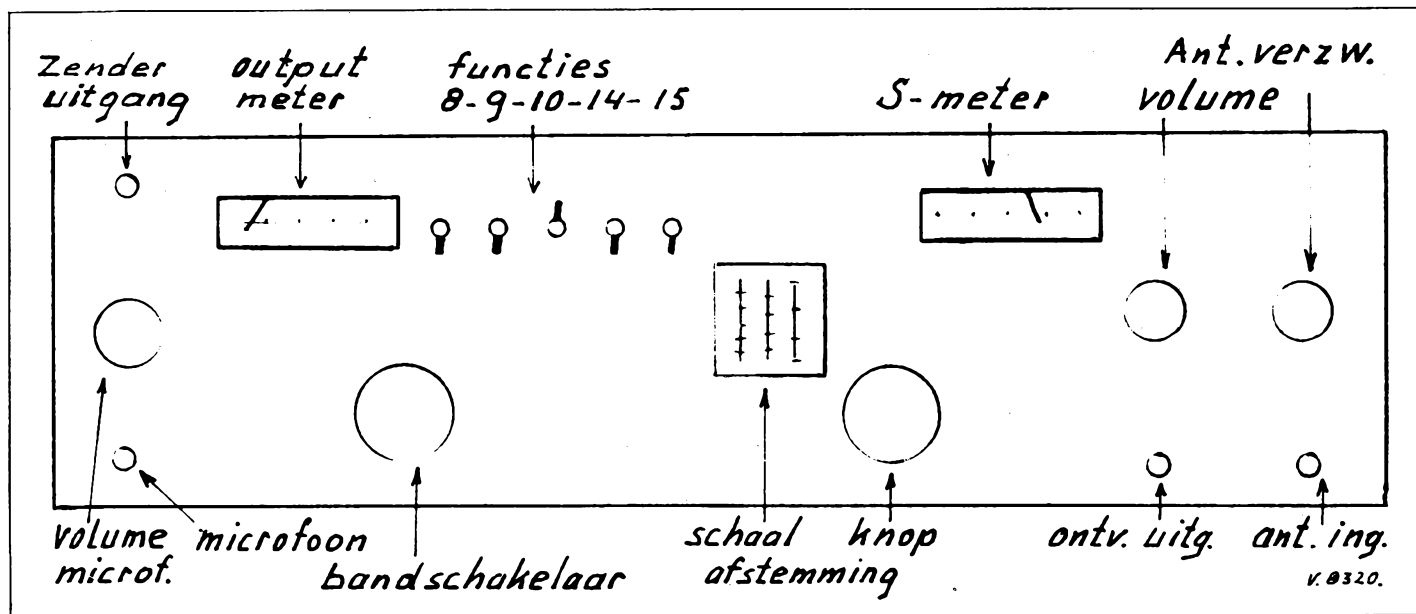 Zender
uitgang
output
meter
functies
8-9-10-14-15
S-meter
Ant. verzw.
volume
volume
microf.
microfoon
bandschakelaar
schaal
afstemming
knop
ontv. uitg.
ant. ing.
V. 8320.